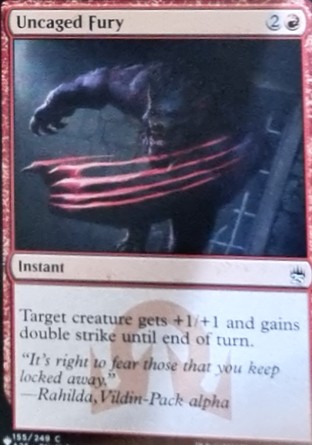 Uncaged Fury 2
Instant
Target creature gets +1/+1 and gains
double strike until end of turn.
"It's right to fear those that you keep
locked away."
—Rahilda, Vildin-Pack alpha
155/249 C